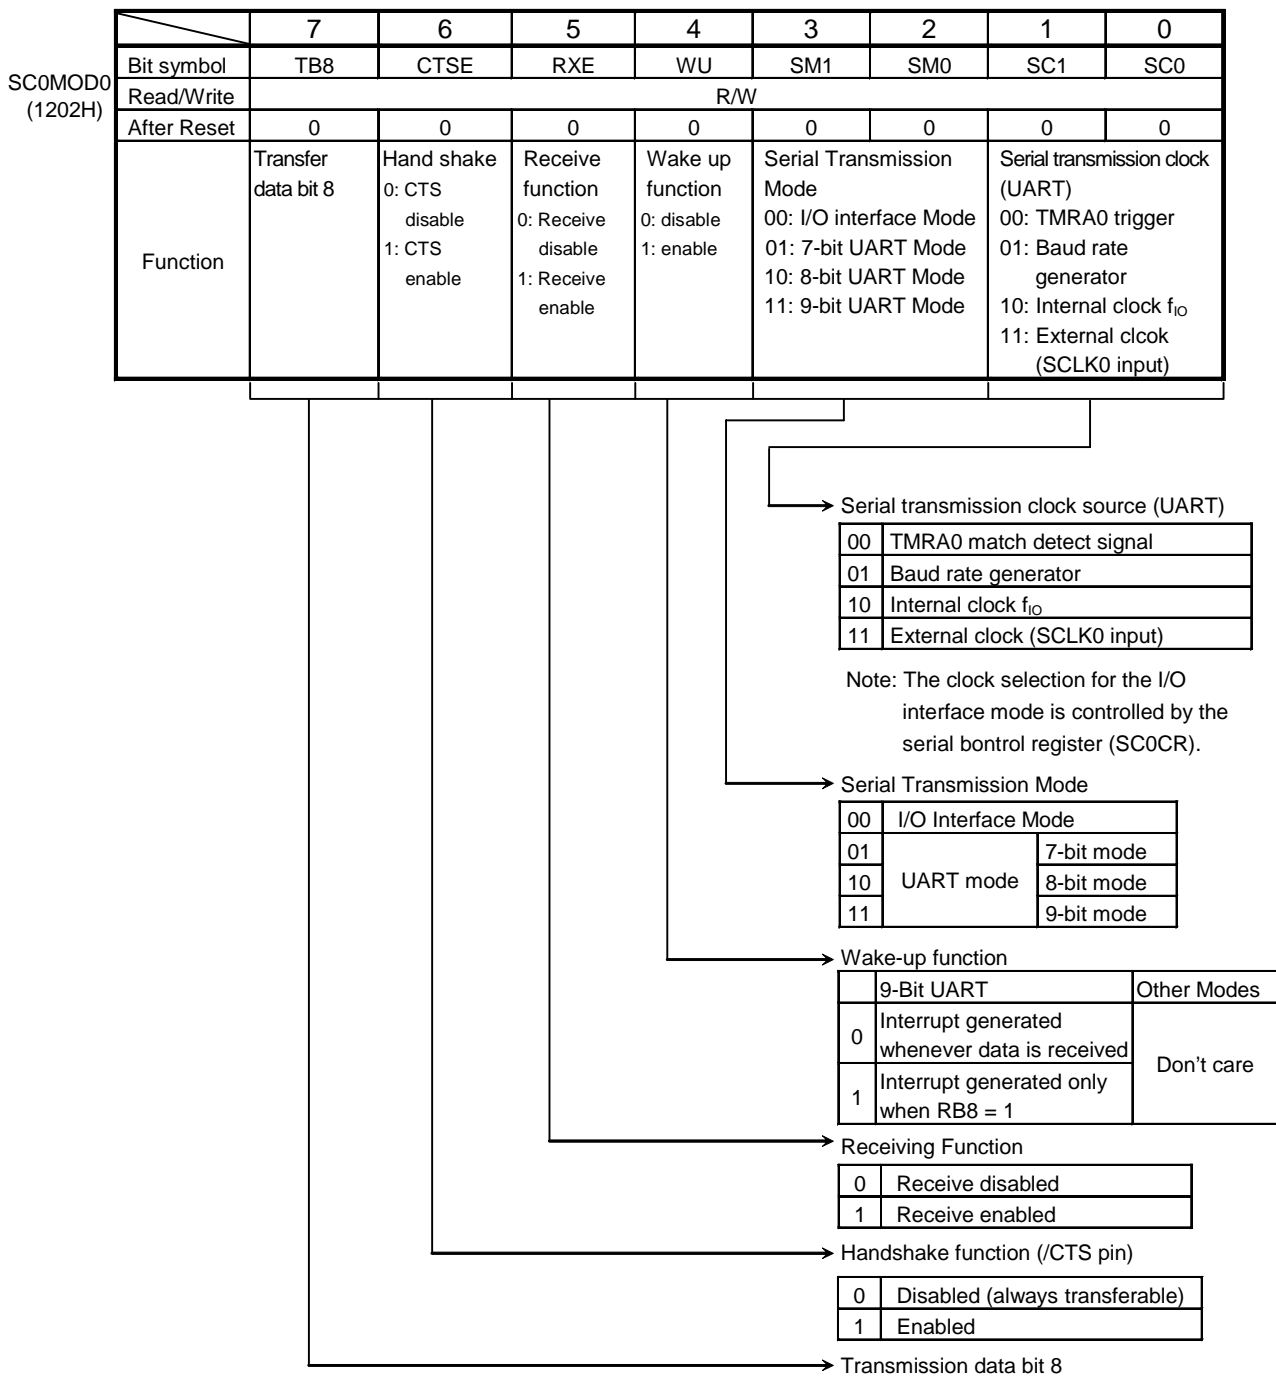 7 6 5 4 3 2 1 0
SC0MOD0
(1202H)
Bit symbol TB8 CTSE RXE WU SM1 SM0 SC1 SC0
Read/Write R/W
After Reset 0 0 0 0 0 0 0 0
Function
Transfer
data bit 8
Hand shake
0: CTS
disable
1: CTS
enable
Receive
function
0: Receive
disable
1: Receive
enable
Wake up
function
0: disable
1: enable
Serial Transmission
Mode
00: I/O interface Mode
01: 7-bit UART Mode
10: 8-bit UART Mode
11: 9-bit UART Mode
Serial transmission clock
(UART)
00: TMRA0 trigger
01: Baud rate
generator
10: Internal clock fIO
11: External clcok
(SCLK0 input)
Serial transmission clock source (UART)
00 TMRA0 match detect signal
01 Baud rate generator
10 Internal clock fIO
11 External clock (SCLK0 input)
Note: The clock selection for the I/O
interface mode is controlled by the
serial bontrol register (SC0CR).
Serial Transmission Mode
00 I/O Interface Mode
01 7-bit mode
10 UART mode 8-bit mode
11 9-bit mode
Wake-up function
9-Bit UART Other Modes
0 Interrupt generated
whenever data is received
Don't care
1 Interrupt generated only
when RB8 = 1
Receiving Function
0 Receive disabled
1 Receive enabled
Handshake function (/CTS pin)
0 Disabled (always transferable)
1 Enabled
Transmission data bit 8